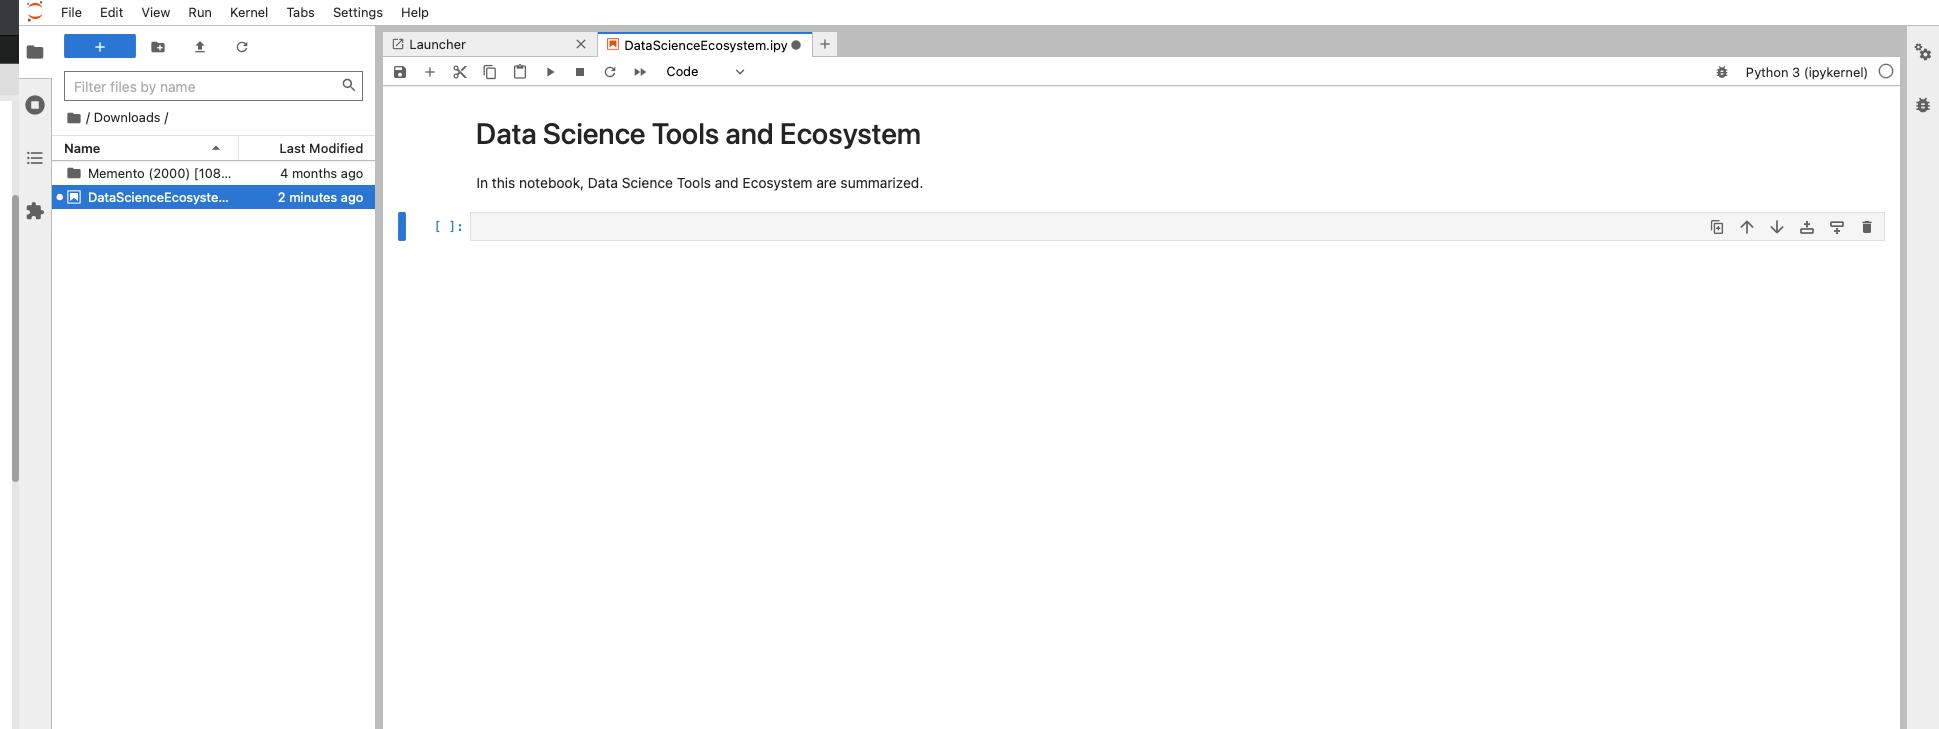 File Edit View Run Kernel Tabs Settings Help
Launcher
DataScienceEcosystem.ipy
Filter files by name
Code
Python 3 (ipykernel)
/ Downloads /
Name Last Modified
Memento (2000) [108... 4 months ago
DataScienceEcosyste... 2 minutes ago
Data Science Tools and Ecosystem
In this notebook, Data Science Tools and Ecosystem are summarized.
[ ]: